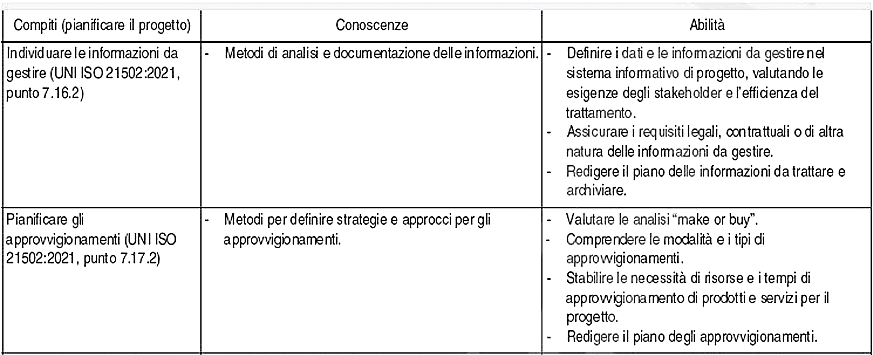 Compiti (pianificare il progetto)
Conoscenze
Abilità
Individuare le informazioni da
gestire (UNI ISO 21502:2021,
punto 7.16.2)
- Metodi di analisi e documentazione delle informazioni.
- Definire i dati e le informazioni da gestire nel
sistema informativo di progetto, valutando le
esigenze degli stakeholder e l'efficienza del
trattamento.
- Assicurare i requisiti legali, contrattuali o di altra
natura delle informazioni da gestire.
- Redigere il piano delle informazioni da trattare e
archiviare.
Pianificare gli
approvvigionamenti (UNI ISO
21502:2021, punto 7.17.2)
- Metodi per definire strategie e approcci per gli
approvvigionamenti.
- Valutare le analisi “make or buy”.
- Comprendere le modalità e i tipi di
approvvigionamenti.
- Stabilire le necessità di risorse e i tempi di
approvvigionamento di prodotti e servizi per il
progetto.
- Redigere il piano degli approvvigionamenti.